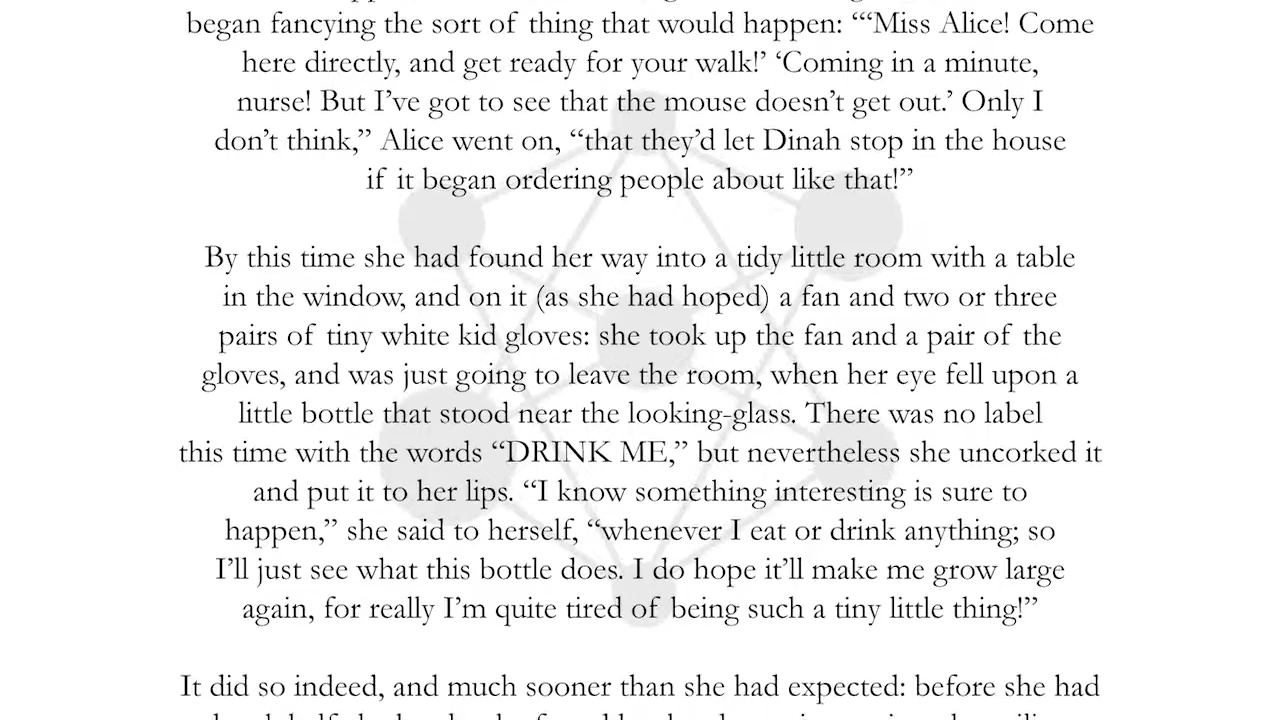 began fancying the sort of thing that would happen: “‘Miss Alice! Come
here directly, and get ready for your walk!’ ‘Coming in a minute,
nurse! But I’ve got to see that the mouse doesn’t get out.’ Only I
don’t think,” Alice went on, “that they’d let Dinah stop in the house
if it began ordering people about like that!”
By this time she had found her way into a tidy little room with a table
in the window, and on it (as she had hoped) a fan and two or three
pairs of tiny white kid gloves: she took up the fan and a pair of the
gloves, and was just going to leave the room, when her eye fell upon a
little bottle that stood near the looking-glass. There was no label
this time with the words “DRINK ME,” but nevertheless she uncorked it
and put it to her lips. “I know something interesting is sure to
happen,” she said to herself, “whenever I eat or drink anything; so
I’ll just see what this bottle does. I do hope it’ll make me grow large
again, for really I’m quite tired of being such a tiny little thing!”
It did so indeed, and much sooner than she had expected: before she had